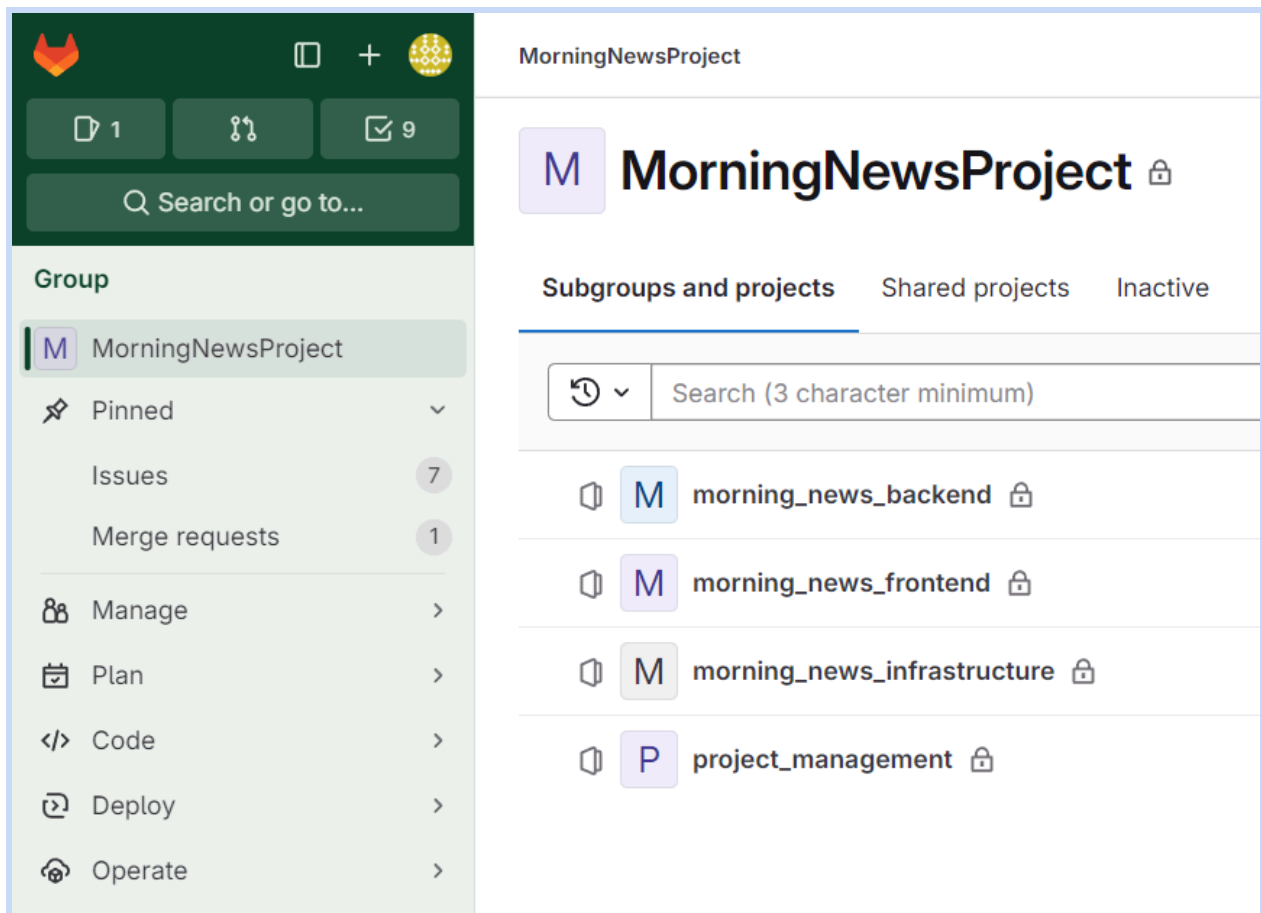 1
9
Search or go to...
Group
M MorningNewsProject
Pinned
Issues 7
Merge requests 1
Manage
Plan
Code
Deploy
Operate
MorningNewsProject
M MorningNewsProject
Subgroups and projects Shared projects Inactive
Search (3 character minimum)
M morning_news_backend
M morning_news_frontend
M morning_news_infrastructure
P project_management